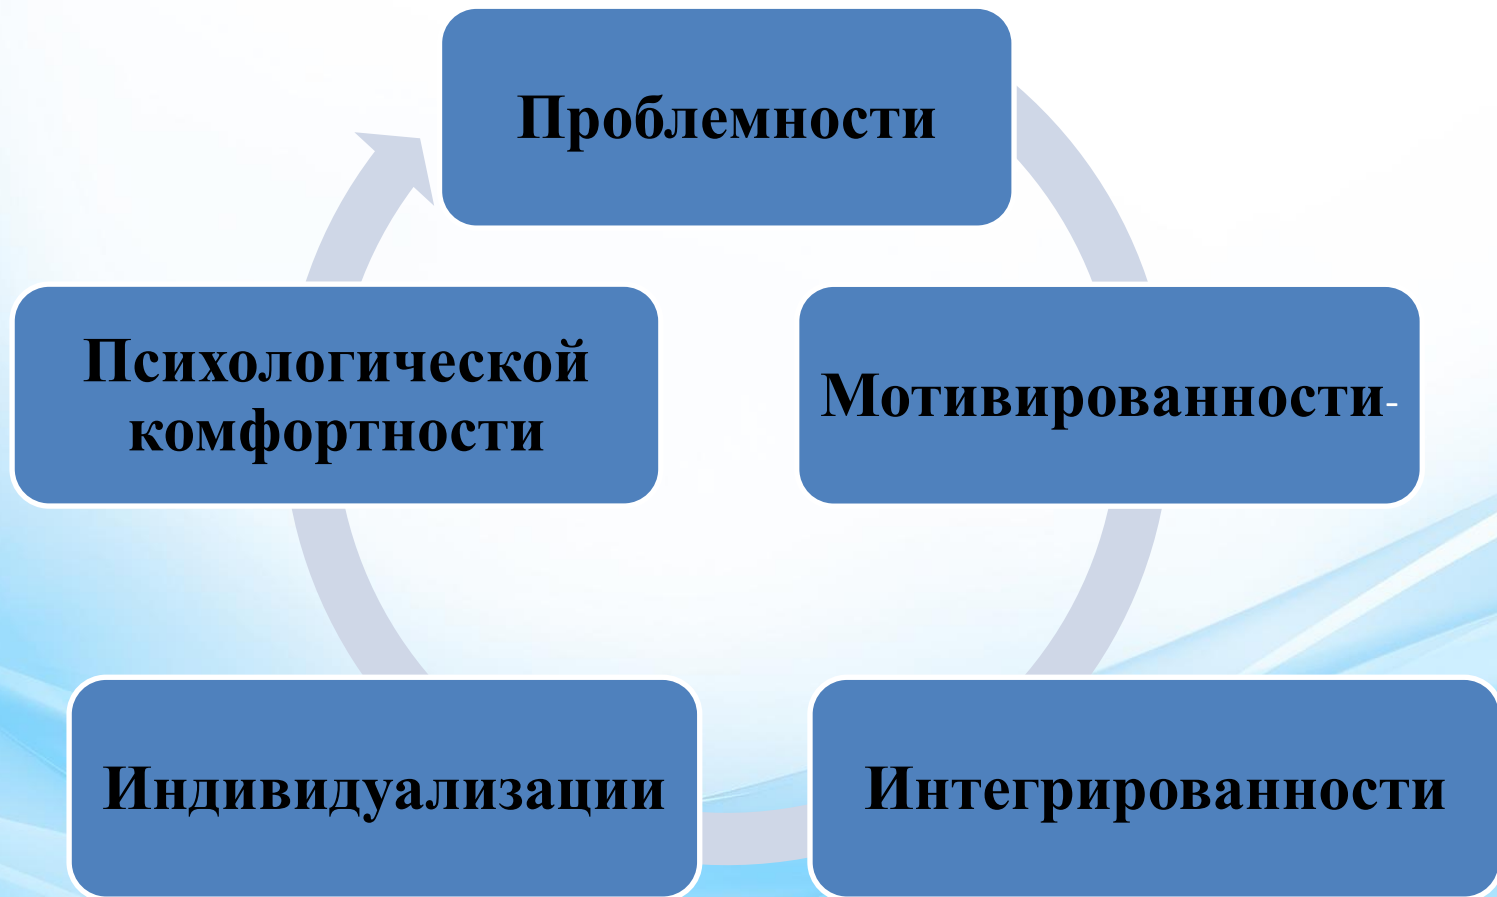 Проблемности
Мотивированности-
Интегрированности
Индивидуализации
Психологической
комфортности